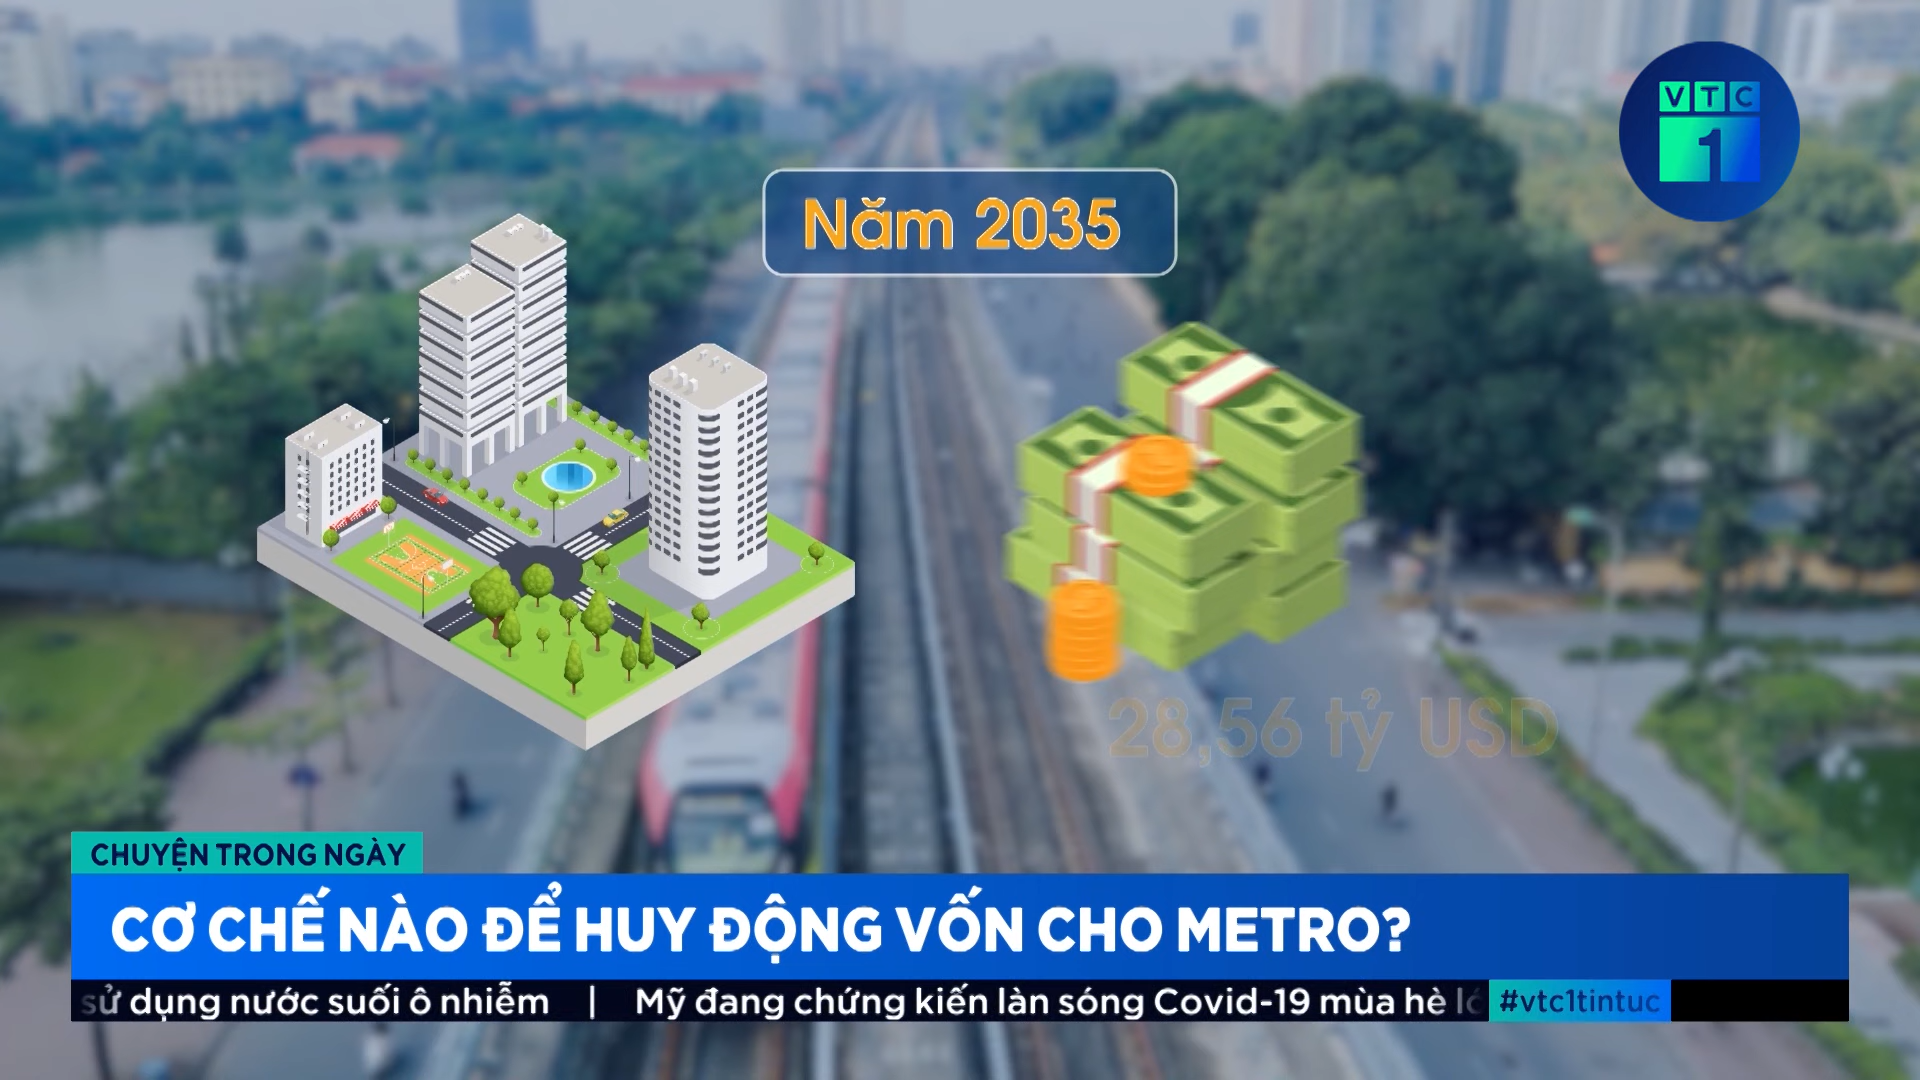 VTC
1
Năm 2035
28,56 tỷ USD
CHUYỆN TRONG NGÀY
CƠ CHẾ NÀO ĐỂ HUY ĐỘNG VỐN CHO METRO?
sử dụng nước suối ô nhiễm | Mỹ đang chứng kiến làn sóng Covid-19 mùa hè
#vtc1tintuc